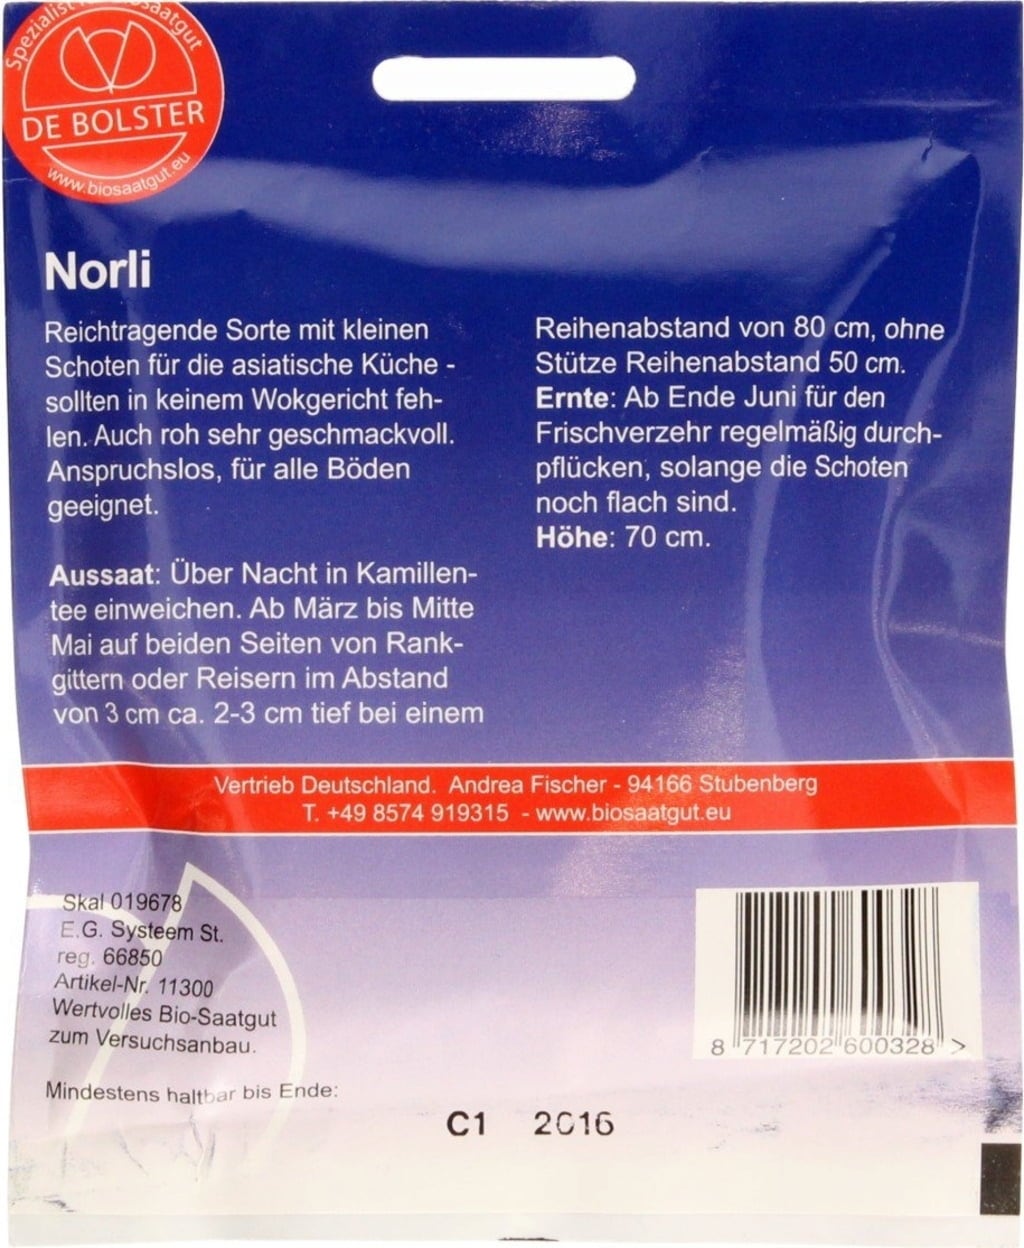 Spezialist Biosaatgut
DE BOLSTER
www.biosaatgut.eu
Norli
Reichtragende Sorte mit kleinen
Schoten für die asiatische Küche -
sollten in keinem Wokgericht feh-
len. Auch roh sehr geschmackvoll.
Anspruchslos, für alle Böden
geeignet.
Aussaat: Über Nacht in Kamillen-
tee einweichen. Ab März bis Mitte
Mai auf beiden Seiten von Rank-
gittern oder Reisern im Abstand
von 3 cm ca. 2-3 cm tief bei einem
Reihenabstand von 80 cm, ohne
Stütze Reihenabstand 50 cm.
Ernte: Ab Ende Juni für den
Frischverzehr regelmäßig durch-
pflücken, solange die Schoten
noch flach sind.
Höhe: 70 cm.
Vertrieb Deutschland. Andrea Fischer - 94166 Stubenberg
T. +49 8574 919315 - www.biosaatgut.eu
Skal 019678
E.G. Systeem St.
reg. 66850
Artikel-Nr. 11300
Wertvolles Bio-Saatgut
zum Versuchsanbau.
Mindestens haltbar bis Ende:
C1 2016
8 717202 600328 >